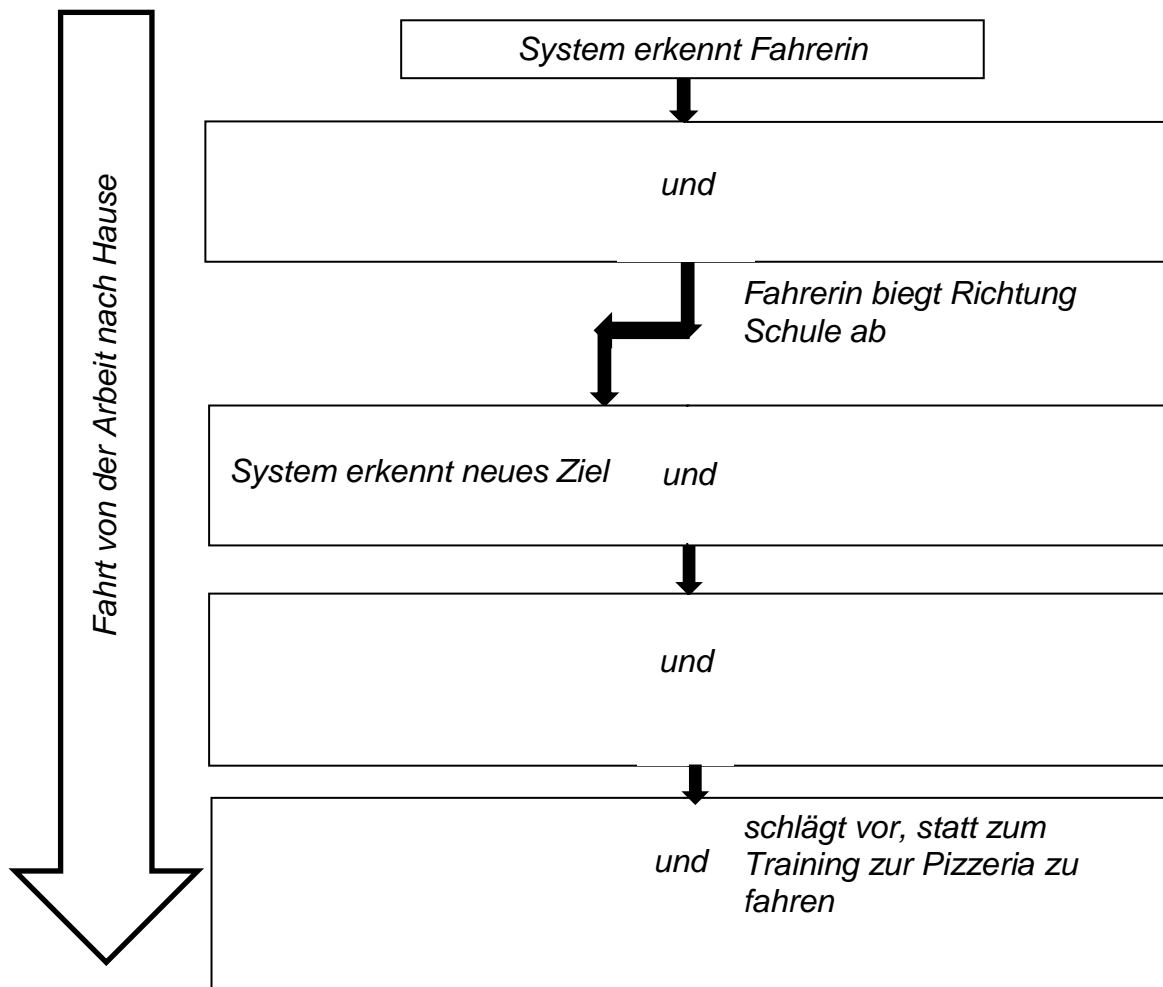 System erkennt Fahrerin
Fahrt von der Arbeit nach Hause
und
Fahrerin biegt Richtung
Schule ab
System erkennt neues Ziel und
und
schlägt vor, statt zum
und Training zur Pizzeria zu
fahren